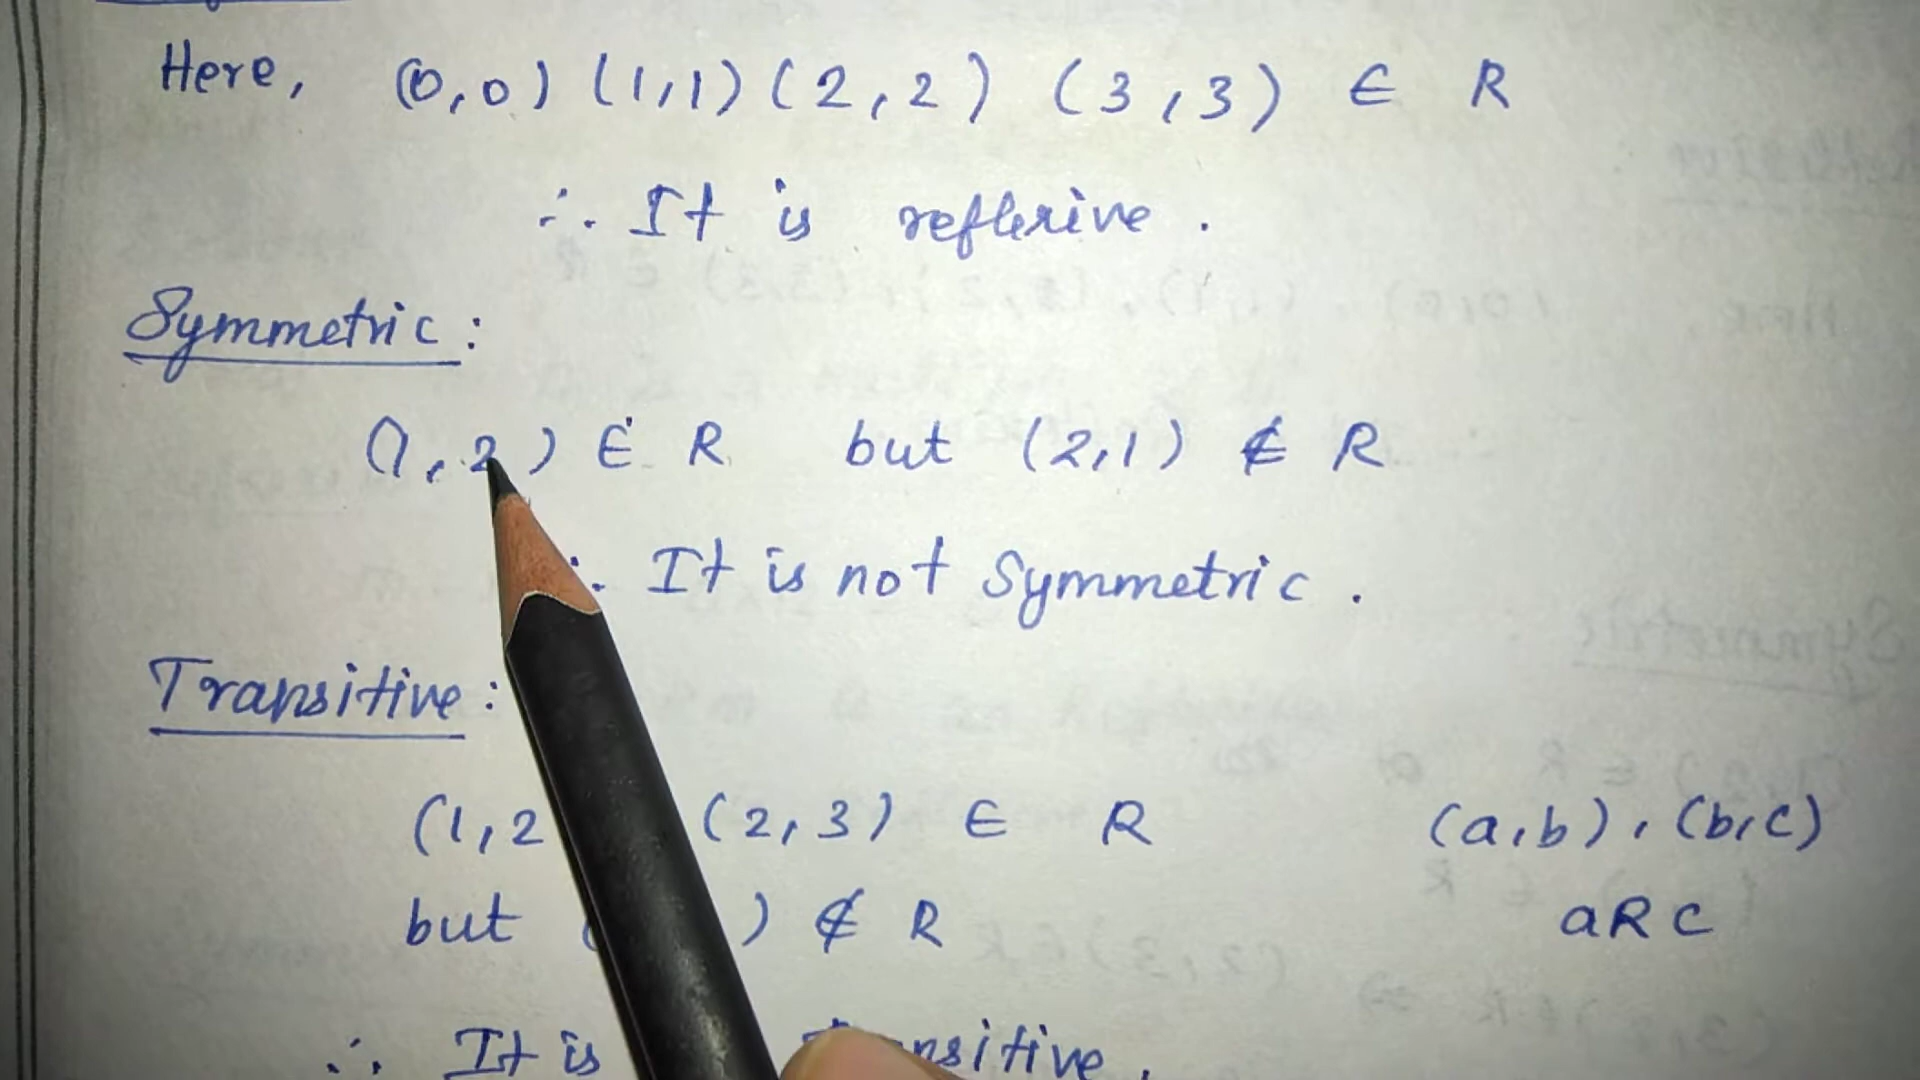 Here, (0,0) (1,1) (2,2) (3,3) ∈ R
∴ It is reflexive.
Symmetric:
(1,2) ∈ R but (2,1) ∉ R
∴ It is not Symmetric.
Transitive:
(1,2 (2,3) ∈ R (a,b), (b,c)
but ( ) ∉ R aRc
∴ It is nsitive.